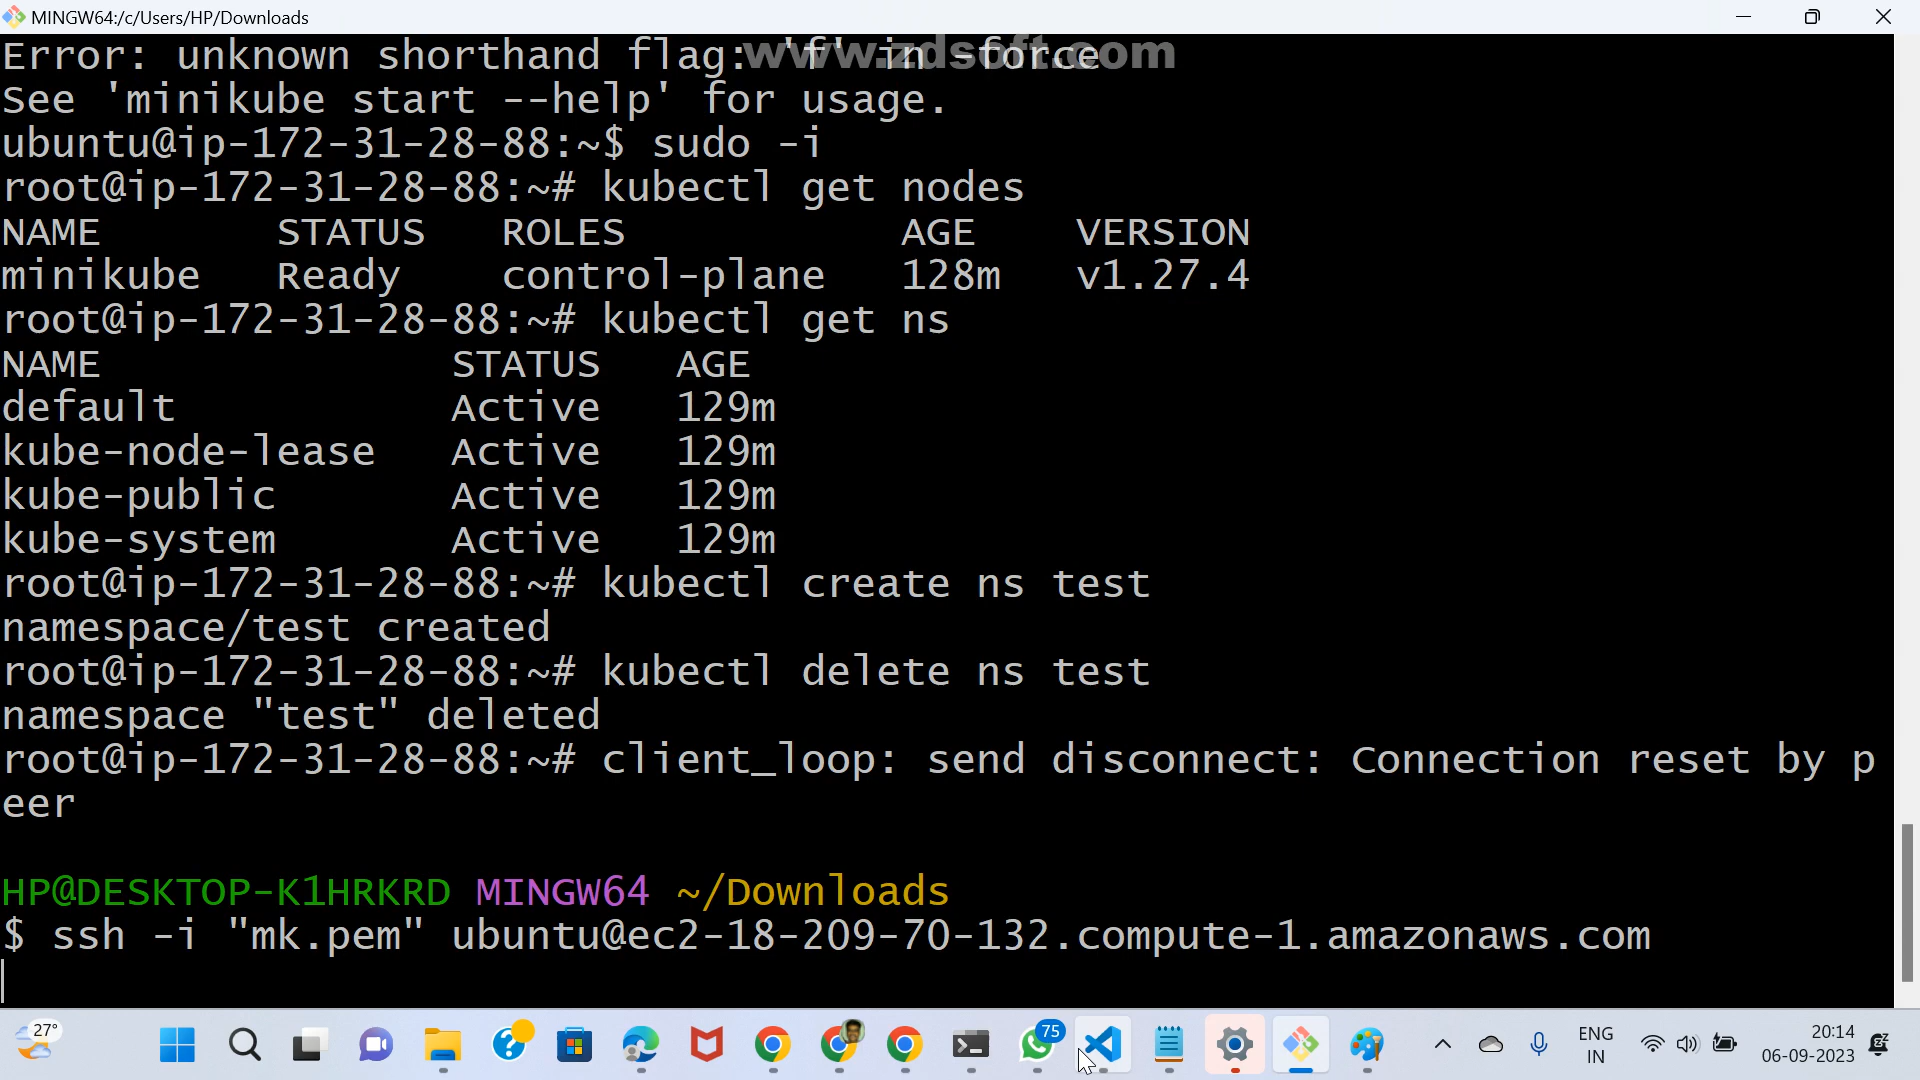 MINGW64:/c/Users/HP/Downloads
www.zdsoft.com
Error: unknown shorthand flag: 'f' in -force
See 'minikube start --help' for usage.
ubuntu@ip-172-31-28-88:~$ sudo -i
root@ip-172-31-28-88:~# kubectl get nodes
NAME STATUS ROLES AGE VERSION
minikube Ready control-plane 128m v1.27.4
root@ip-172-31-28-88:~# kubectl get ns
NAME STATUS AGE
default Active 129m
kube-node-lease Active 129m
kube-public Active 129m
kube-system Active 129m
root@ip-172-31-28-88:~# kubectl create ns test
namespace/test created
root@ip-172-31-28-88:~# kubectl delete ns test
namespace "test" deleted
root@ip-172-31-28-88:~# client_loop: send disconnect: Connection reset by p
eer
HP@DESKTOP-K1HRKRD MINGW64 ~/Downloads
$ ssh -i "mk.pem" ubuntu@ec2-18-209-70-132.compute-1.amazonaws.com
27°
75
ENG
IN
20:14
06-09-2023